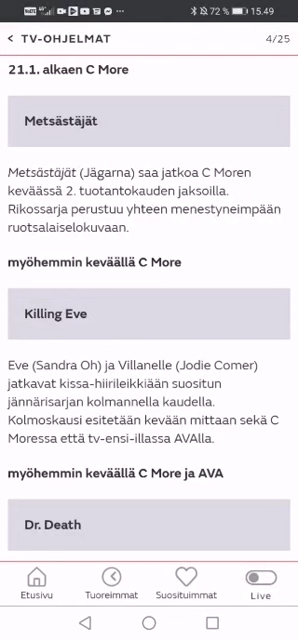 72 % 15.49
< TV-OHJELMAT 4/25
21.1. alkaen C More
Metsästäjät
Metsästäjät (Jägarna) saa jatkoa C Moren
keväässä 2. tuotantokauden jaksoilla.
Rikossarja perustuu yhteen menestyneimpään
ruotsalaiselokuvaan.
myöhemmin keväällä C More
Killing Eve
Eve (Sandra Oh) ja Villanelle (Jodie Comer)
jatkavat kissa-hiirileikkiään suositun
jännärisarjan kolmannella kaudella.
Kolmoskausi esitetään kevään mittaan sekä C
Moressa että tv-ensi-illassa AVAlla.
myöhemmin keväällä C More ja AVA
Dr. Death
Etusivu Tuoreimmat Suosituimmat Live